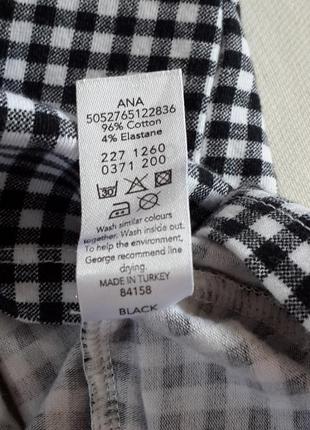 ANA
5052765122836
96% Cotton
4% Elastane
227 1260
0371 200
30
Wash similar colours
together. Wash inside out.
To help the environment,
George recommend line
drying.
MADE IN TURKEY
84158
BLACK